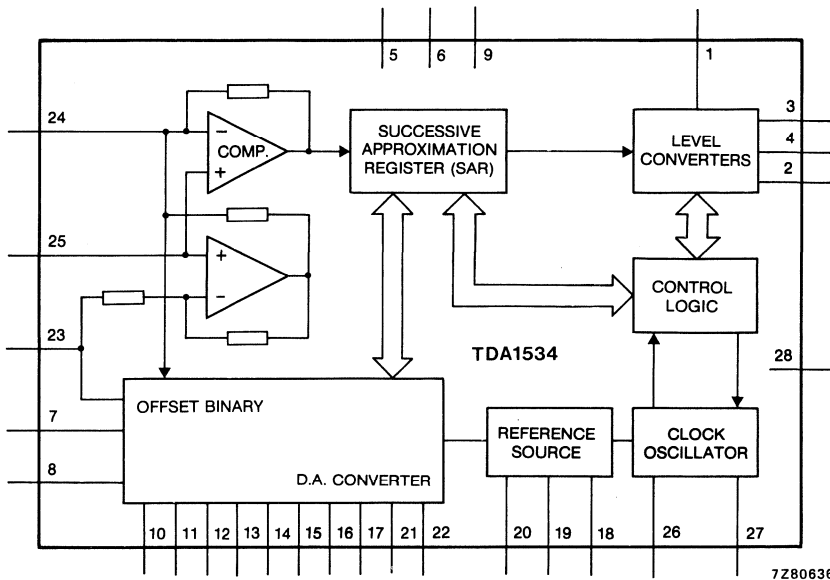 5 6 9 1
24
COMP.
SUCCESSIVE
APPROXIMATION
REGISTER (SAR)
LEVEL
CONVERTERS
3
4
2
25
CONTROL
LOGIC
23
TDA1534
28
OFFSET BINARY
7
8
D.A. CONVERTER
REFERENCE
SOURCE
CLOCK
OSCILLATOR
10 11 12 13 14 15 16 17 21 22 20 19 18 26 27
7Z80636